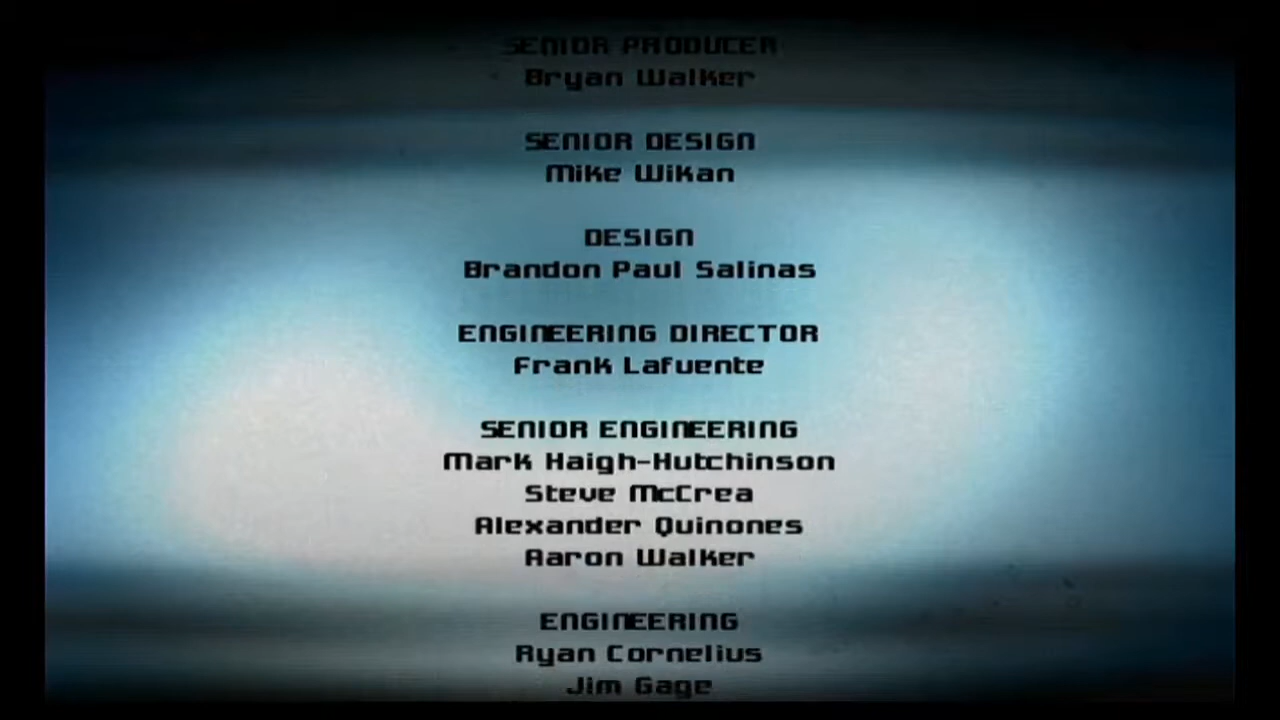 SENIOR PRODUCER
Bryan Walker
SENIOR DESIGN
Mike Wikan
DESIGN
Brandon Paul Salinas
ENGINEERING DIRECTOR
Frank Lafuente
SENIOR ENGINEERING
Mark Haigh-Hutchinson
Steve McCrea
Alexander Quinones
Aaron Walker
ENGINEERING
Ryan Cornelius
Jim Gage